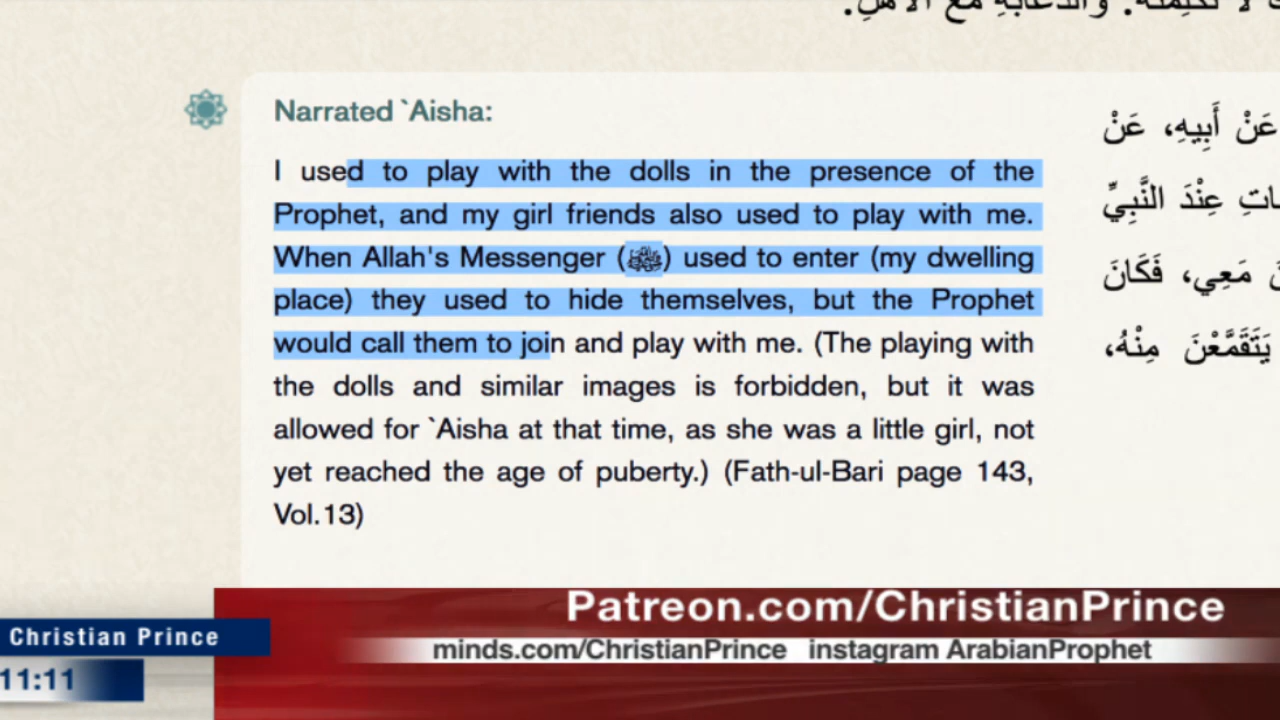 لا تكلمه. والدعابة مع الأهل.
Narrated `Aisha:
عَنْ أَبِيهِ، عَنْ
I used to play with the dolls in the presence of the
Prophet, and my girl friends also used to play with me.
عِنْدَ النَّبِيِّ
When Allah's Messenger (ﷺ) used to enter (my dwelling
مَعِي، فَكَانَ
place) they used to hide themselves, but the Prophet
would call them to join and play with me. (The playing with
يَتَقَمَّعْنَ مِنْهُ،
the dolls and similar images is forbidden, but it was
allowed for `Aisha at that time, as she was a little girl, not
yet reached the age of puberty.) (Fath-ul-Bari page 143,
Vol.13)
Patreon.com/ChristianPrince
Christian Prince
minds.com/ChristianPrince instagram ArabianProphet
11:11